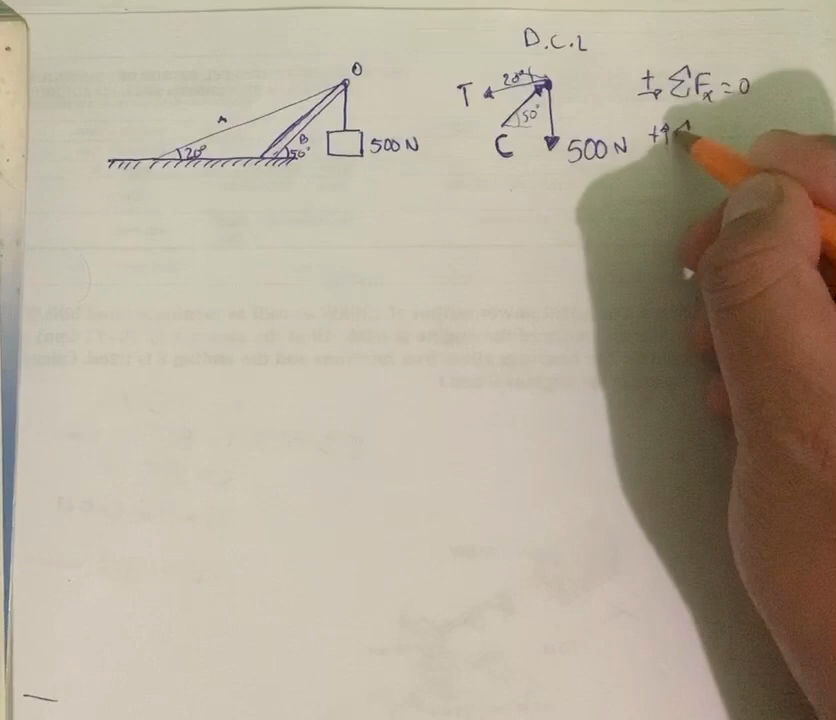 D.C.L
O
A
20°
B
50°
500 N
T
20°
50°
C
500 N
+→ ΣFx = 0
+↑